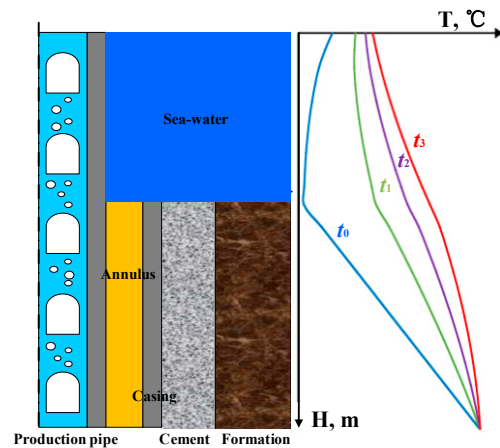 T, ℃
Sea-water
t₃
t₂
t₁
t₀
Annulus
Casing
H, m
Production pipe Cement Formation